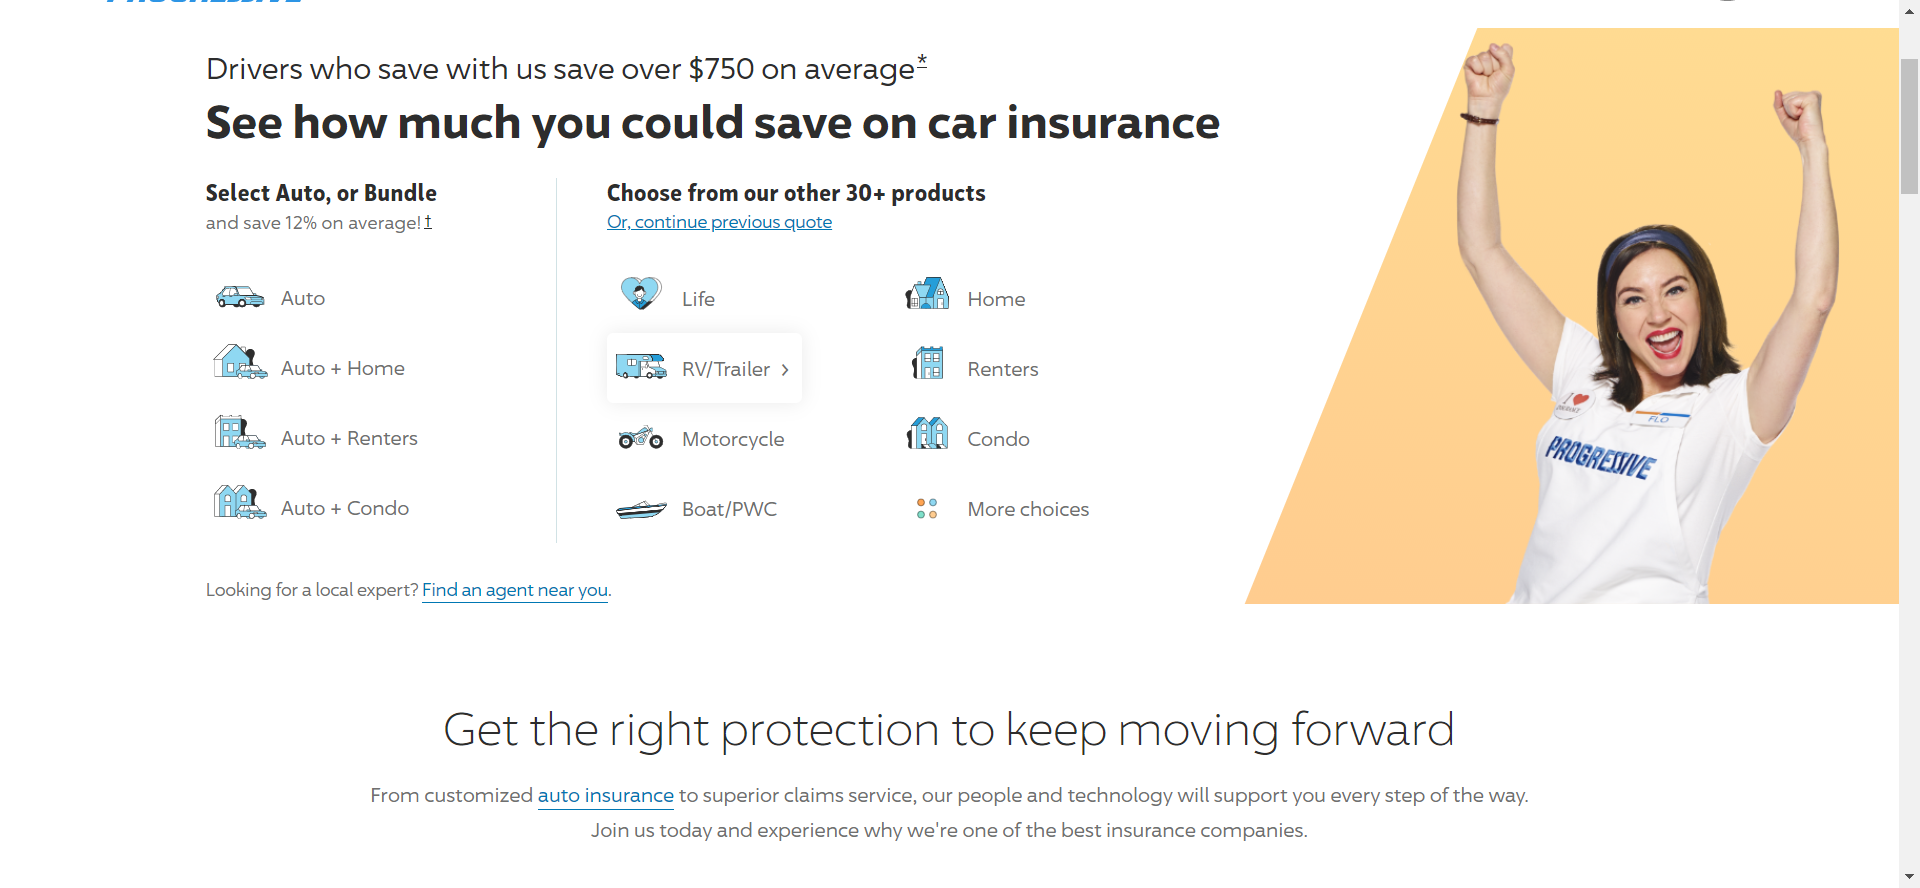 PROGRESSIVE
Drivers who save with us save over $750 on average*
See how much you could save on car insurance
Select Auto, or Bundle
and save 12% on average!†
Auto
Auto + Home
Auto + Renters
Auto + Condo
Choose from our other 30+ products
Or, continue previous quote
Life
Home
RV/Trailer ›
Renters
Motorcycle
Condo
Boat/PWC
More choices
Looking for a local expert? Find an agent near you.
I ❤
FLO
PROGRESSIVE
Get the right protection to keep moving forward
From customized auto insurance to superior claims service, our people and technology will support you every step of the way.
Join us today and experience why we're one of the best insurance companies.